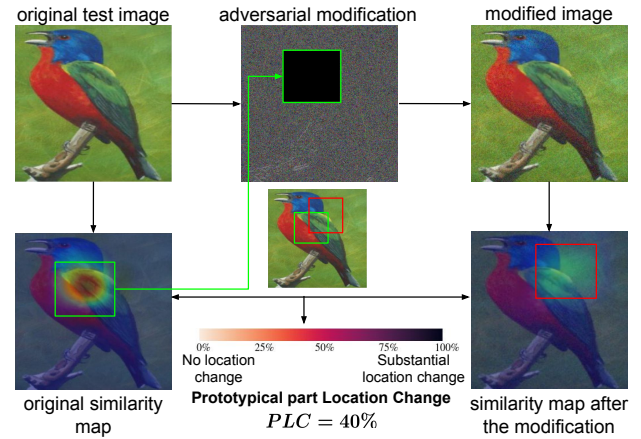 original test image
adversarial modification
modified image
0%
25%
50%
75%
100%
No location
change
Substantial
location change
Prototypical part Location Change
PLC = 40%
original similarity
map
similarity map after
the modification